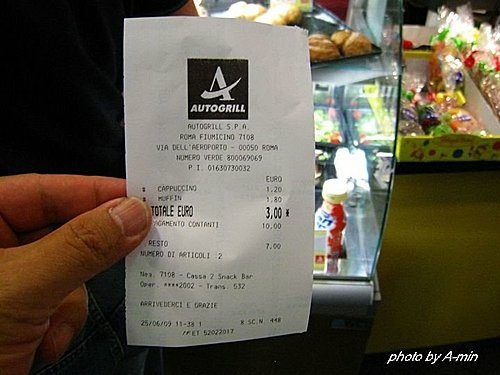 AUTOGRILL
AUTOGRILL S.P.A.
ROMA FIUMICINO 7108
VIA DELL'AEROPORTO - 00050 ROMA
NUMERO VERDE 800069069
P.I. 01630730032
EURO
# CAPPUCCINO 1,20
# MUFFIN 1,80
TOTALE EURO 3,00 *
PAGAMENTO CONTANTI 10,00
RESTO 7,00
NUMERO DI ARTICOLI 2
Neg. 7108 - Cassa 2 Snack Bar
Oper. ****2002 - Trans. 532
ARRIVEDERCI E GRAZIE
25/06/09 11-38 1 8 SC.N. 448
ET 52022017
photo by A-min